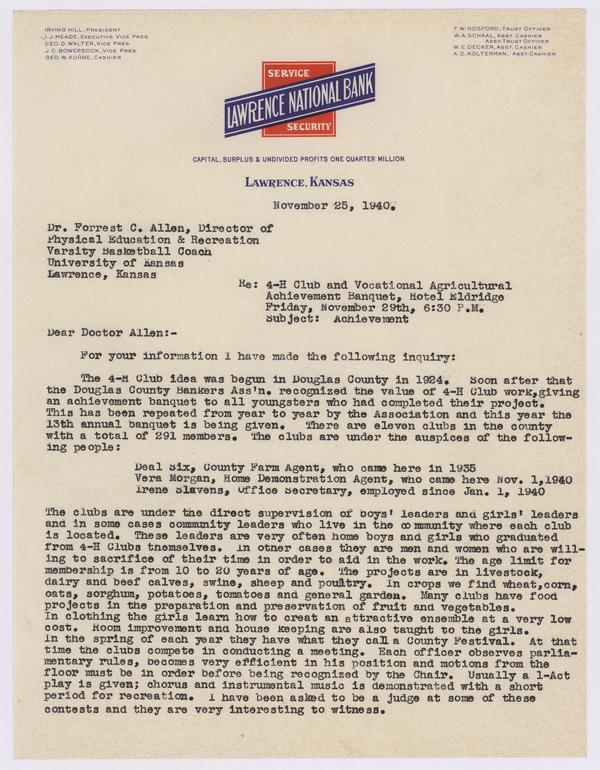 IRVING HILL, PRESIDENT
I.J. MEADE, EXECUTIVE VICE PRES.
GEO. D. WALTER, VICE PRES.
J.D. BOWERSOCK, VICE PRES.
GEO. W. KUHNE, CASHIER
F.W. HOSFORD, TRUST OFFICER
W.A. SCHAAL, ASST. CASHIER
ASST. TRUST OFFICER
W.E. DECKER, ASST. CASHIER
A.D. KOLTERMAN, ASST. CASHIER
SERVICE
LAWRENCE NATIONAL BANK
SECURITY
CAPITAL, SURPLUS & UNDIVIDED PROFITS ONE QUARTER MILLION
LAWRENCE, KANSAS
November 25, 1940.
Dr. Forrest C. Allen, Director of
Physical Education & Recreation
Varsity Basketball Coach
University of Kansas
Lawrence, Kansas
Re: 4-H Club and Vocational Agricultural
Achievement Banquet, Hotel Eldridge
Friday, November 29th, 6:30 P.M.
Subject: Achievement
Dear Doctor Allen:-
For your information I have made the following inquiry:
The 4-H Club idea was begun in Douglas County in 1924. Soon after that
the Douglas County Bankers Ass'n. recognized the value of 4-H Club work,giving
an achievement banquet to all youngsters who had completed their project.
This has been repeated from year to year by the Association and this year the
13th annual banquet is being given. There are eleven clubs in the county
with a total of 291 members. The clubs are under the auspices of the follow-
ing people:
Deal Six, County Farm Agent, who came here in 1935
Vera Morgan, Home Demonstration Agent, who came here Nov. 1,1940
Irene Slavens, Office Secretary, employed since Jan. 1, 1940
The clubs are under the direct supervision of boys' leaders and girls' leaders
and in some cases community leaders who live in the community where each club
is located. These leaders are very often home boys and girls who graduated
from 4-H Clubs themselves. In other cases they are men and women who are will-
ing to sacrifice of their time in order to aid in the work. The age limit for
membership is from 10 to 20 years of age. The projects are in livestock,
dairy and beef calves, swine, sheep and poultry. In crops we find wheat,corn,
oats, sorghum, potatoes, tomatoes and general garden. Many clubs have food
projects in the preparation and preservation of fruit and vegetables.
In clothing the girls learn how to creat an attractive ensemble at a very low
cost. Room improvement and house keeping are also taught to the girls.
In the spring of each year they have what they call a County Festival. At that
time the clubs compete in conducting a meeting. Each officer observes parlia-
mentary rules, becomes very efficient in his position and motions from the
floor must be in order before being recognized by the Chair. Usually a 1-Act
play is given; chorus and instrumental music is demonstrated with a short
period for recreation. I have been asked to be a judge at some of these
contests and they are very interesting to witness.